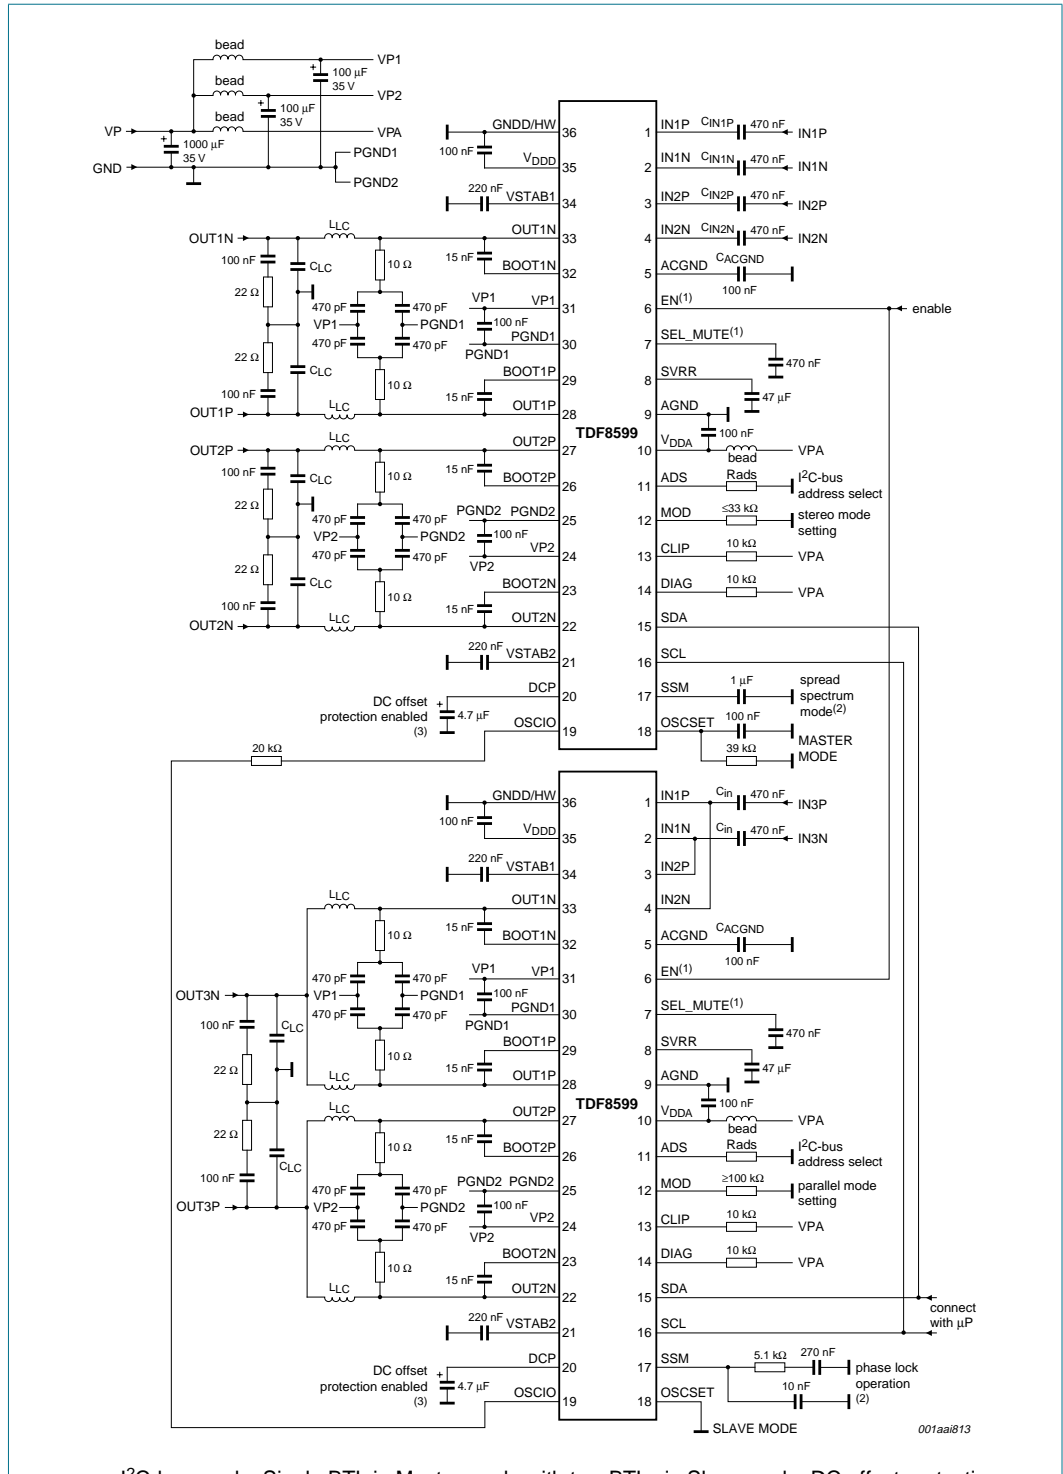 bead
VP1
+
100 μF
35 V
bead
VP2
+
100 μF
35 V
bead
VP
VPA
+
1000 μF
35 V
GND
PGND1
PGND2
GNDD/HW
36
1
IN1P
CIN1P
470 nF
IN1P
100 nF
VDDD
35
2
IN1N
CIN1N
470 nF
IN1N
220 nF
VSTAB1
34
3
IN2P
CIN2P
470 nF
IN2P
OUT1N
LLC
OUT1N
33
4
IN2N
CIN2N
470 nF
IN2N
100 nF
CLC
10 Ω
15 nF
BOOT1N
32
5
ACGND
CACGND
100 nF
22 Ω
470 pF
470 pF
VP1
VP1
31
6
EN(1)
enable
VP1
PGND1
100 nF
470 pF
470 pF
PGND1
PGND1
30
7
SEL_MUTE(1)
470 nF
22 Ω
CLC
10 Ω
BOOT1P
29
8
SVRR
47 μF
100 nF
15 nF
OUT1P
LLC
OUT1P
28
9
AGND
TDF8599
100 nF
OUT2P
LLC
OUT2P
27
10
VDDA
bead
VPA
100 nF
CLC
10 Ω
15 nF
BOOT2P
26
11
ADS
Rads
I2C-bus
address select
22 Ω
470 pF
470 pF
PGND2
PGND2
25
12
MOD
≤33 kΩ
stereo mode
setting
VP2
PGND2
100 nF
470 pF
470 pF
VP2
VP2
24
13
CLIP
10 kΩ
VPA
22 Ω
CLC
10 Ω
BOOT2N
23
14
DIAG
10 kΩ
VPA
100 nF
15 nF
OUT2N
LLC
OUT2N
22
15
SDA
220 nF
VSTAB2
21
16
SCL
DC offset
protection enabled
(3)
+
4.7 μF
DCP
20
17
SSM
1 μF
spread
spectrum
mode(2)
OSCIO
19
18
OSCSET
100 nF
39 kΩ
MASTER
MODE
20 kΩ
GNDD/HW
36
1
IN1P
Cin
470 nF
IN3P
100 nF
VDDD
35
2
IN1N
Cin
470 nF
IN3N
220 nF
VSTAB1
34
3
IN2P
LLC
OUT1N
33
4
IN2N
10 Ω
15 nF
BOOT1N
32
5
ACGND
CACGND
100 nF
470 pF
470 pF
VP1
VP1
31
6
EN(1)
OUT3N
VP1
PGND1
100 nF
470 pF
470 pF
PGND1
PGND1
30
7
SEL_MUTE(1)
470 nF
100 nF
CLC
22 Ω
10 Ω
BOOT1P
29
8
SVRR
47 μF
15 nF
LLC
OUT1P
28
9
AGND
TDF8599
100 nF
LLC
OUT2P
27
10
VDDA
bead
VPA
22 Ω
10 Ω
15 nF
BOOT2P
26
11
ADS
Rads
I2C-bus
address select
100 nF
CLC
470 pF
470 pF
PGND2
PGND2
25
12
MOD
≥100 kΩ
parallel mode
setting
OUT3P
VP2
PGND2
100 nF
470 pF
470 pF
VP2
VP2
24
13
CLIP
10 kΩ
VPA
10 Ω
BOOT2N
23
14
DIAG
10 kΩ
VPA
15 nF
LLC
OUT2N
22
15
SDA
connect
with μP
220 nF
VSTAB2
21
16
SCL
DC offset
protection enabled
(3)
+
4.7 μF
DCP
20
17
SSM
5.1 kΩ
270 nF
10 nF
phase lock
operation
(2)
OSCIO
19
18
OSCSET
SLAVE MODE
001aai813